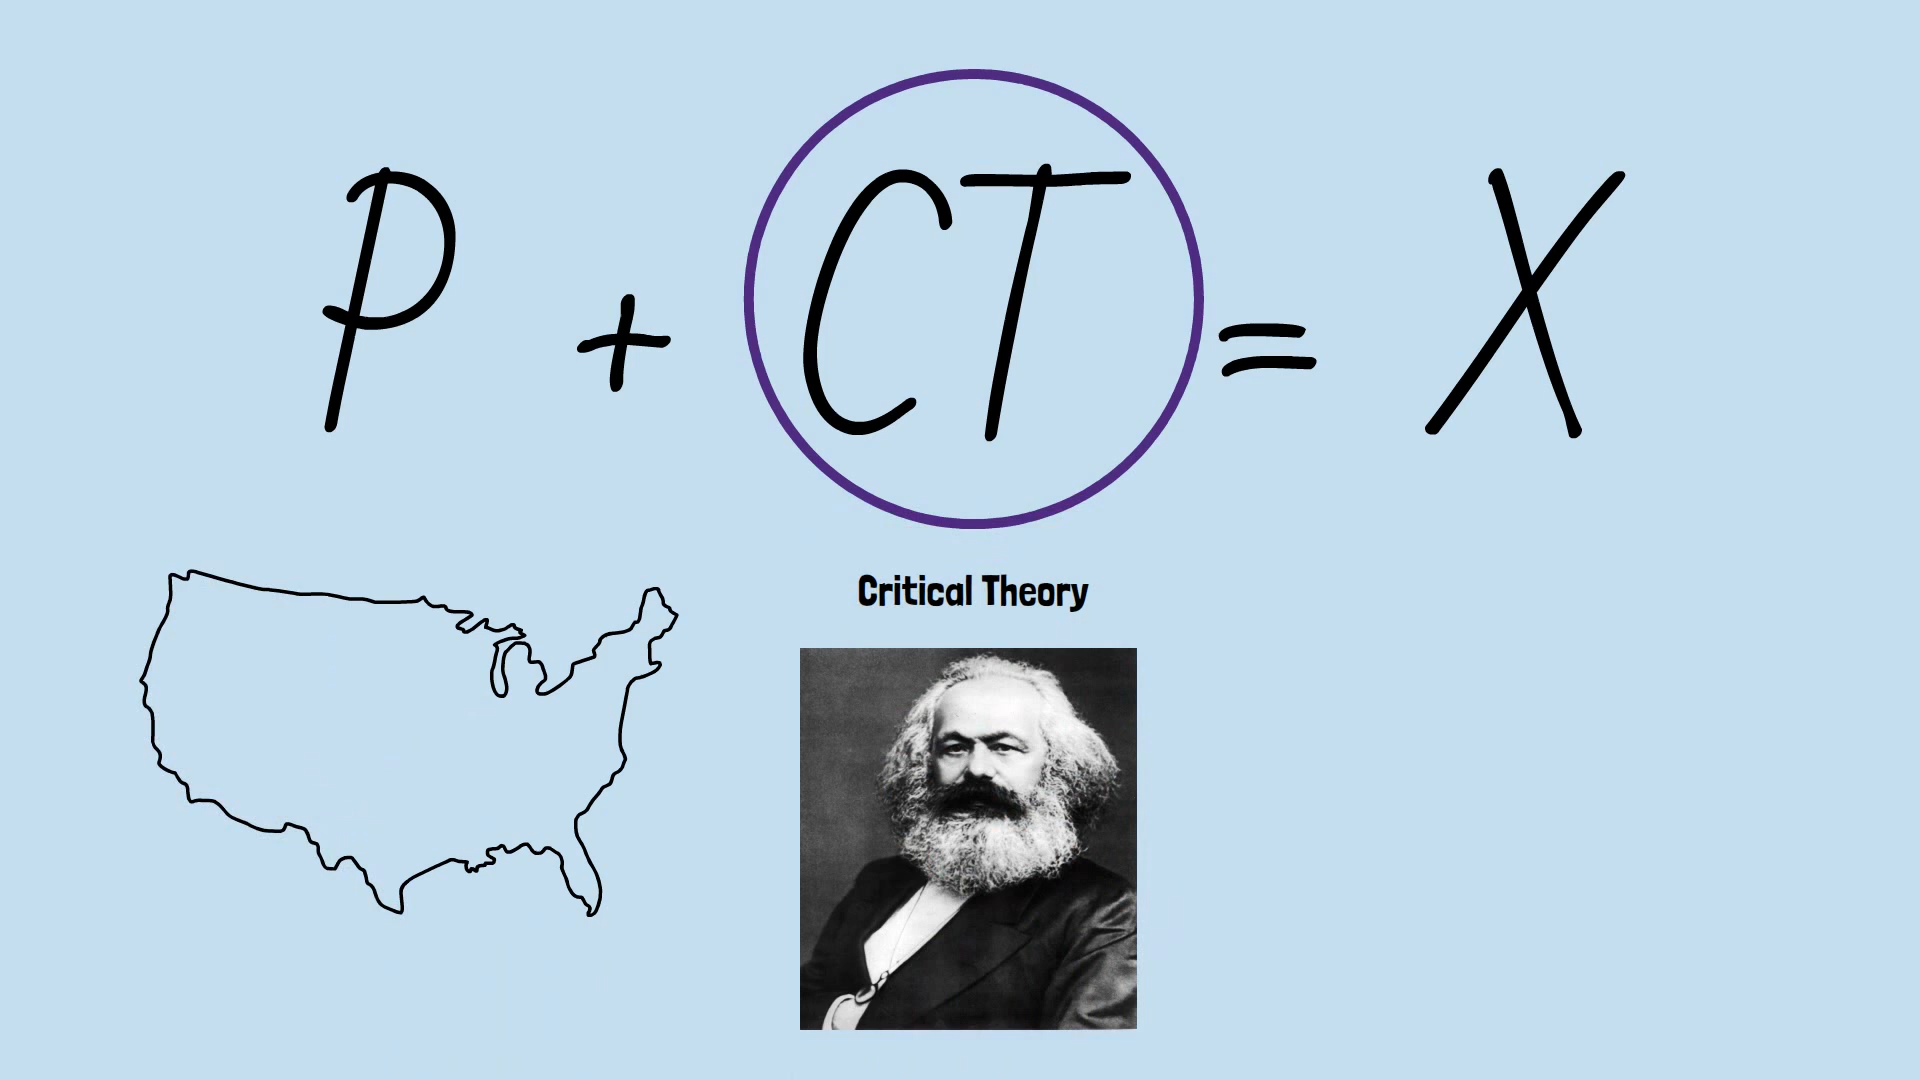 P + CT = X
Critical Theory